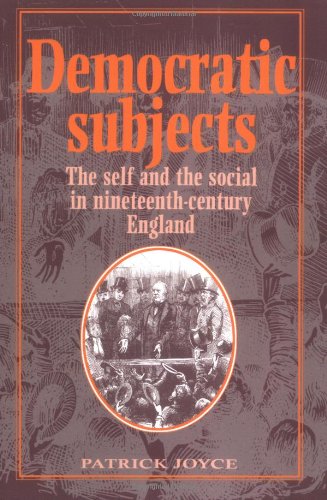 Democratic
subjects
The self and the social
in nineteenth-century
England
PATRICK JOYCE